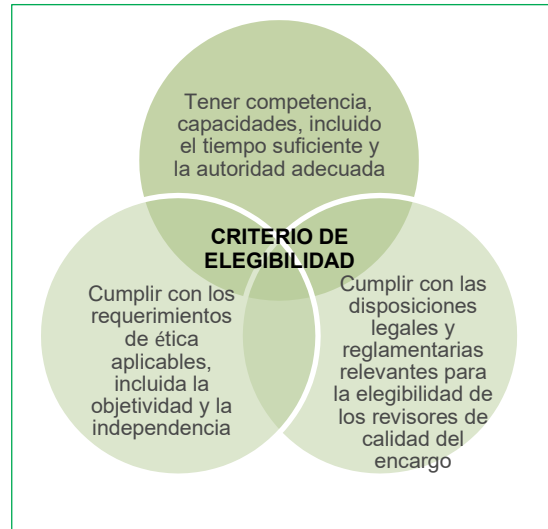 Tener competencia,
capacidades, incluido
el tiempo suficiente y
la autoridad adecuada
CRITERIO DE
ELEGIBILIDAD
Cumplir con los
requerimientos
de ética
aplicables,
incluida la
objetividad y la
independencia
Cumplir con las
disposiciones
legales y
reglamentarias
relevantes para
la elegibilidad de
los revisores de
calidad del
encargo